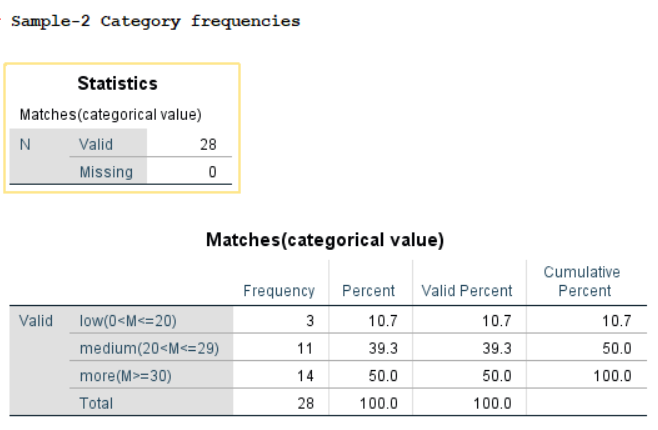 Sample-2 Category frequencies
Statistics
Matches(categorical value)
N Valid 28
Missing 0
Matches(categorical value)
Frequency Percent Valid Percent Cumulative Percent
Valid low(0<M<=20) 3 10.7 10.7 10.7
medium(20<M<=29) 11 39.3 39.3 50.0
more(M>=30) 14 50.0 50.0 100.0
Total 28 100.0 100.0